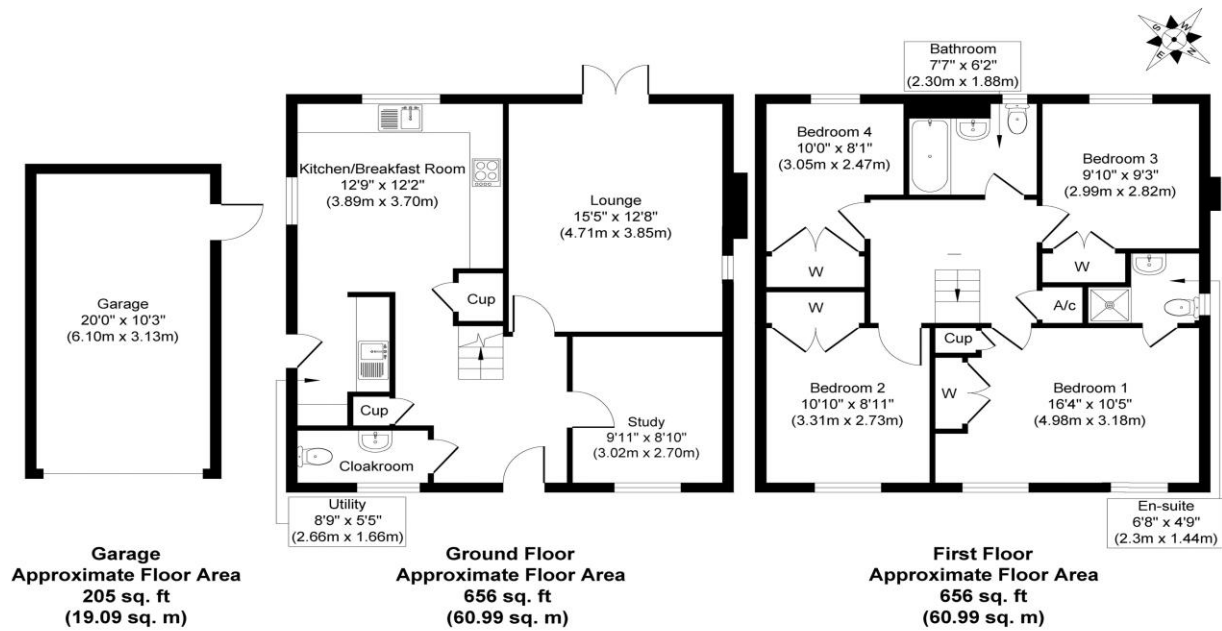 S
W
E
N
Garage
20'0" x 10'3"
(6.10m x 3.13m)
Garage
Approximate Floor Area
205 sq. ft
(19.09 sq. m)
Kitchen/Breakfast Room
12'9" x 12'2"
(3.89m x 3.70m)
Lounge
15'5" x 12'8"
(4.71m x 3.85m)
Cup
Cup
Study
9'11" x 8'10"
(3.02m x 2.70m)
Cloakroom
Utility
8'9" x 5'5"
(2.66m x 1.66m)
Ground Floor
Approximate Floor Area
656 sq. ft
(60.99 sq. m)
Bathroom
7'7" x 6'2"
(2.30m x 1.88m)
Bedroom 4
10'0" x 8'1"
(3.05m x 2.47m)
Bedroom 3
9'10" x 9'3"
(2.99m x 2.82m)
W
W
W
A/c
Cup
W
Bedroom 2
10'10" x 8'11"
(3.31m x 2.73m)
Bedroom 1
16'4" x 10'5"
(4.98m x 3.18m)
En-suite
6'8" x 4'9"
(2.3m x 1.44m)
First Floor
Approximate Floor Area
656 sq. ft
(60.99 sq. m)